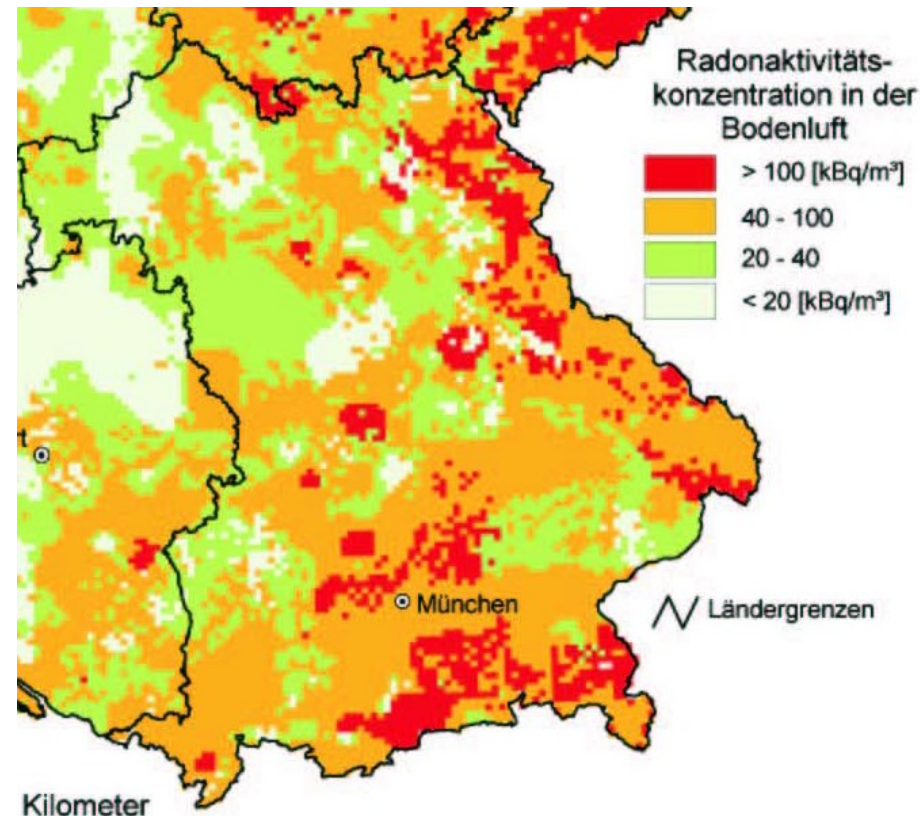 Radonaktivitäts-
konzentration in der
Bodenluft
> 100 [kBq/m³]
40 - 100
20 - 40
< 20 [kBq/m³]
München
Ländergrenzen
Kilometer